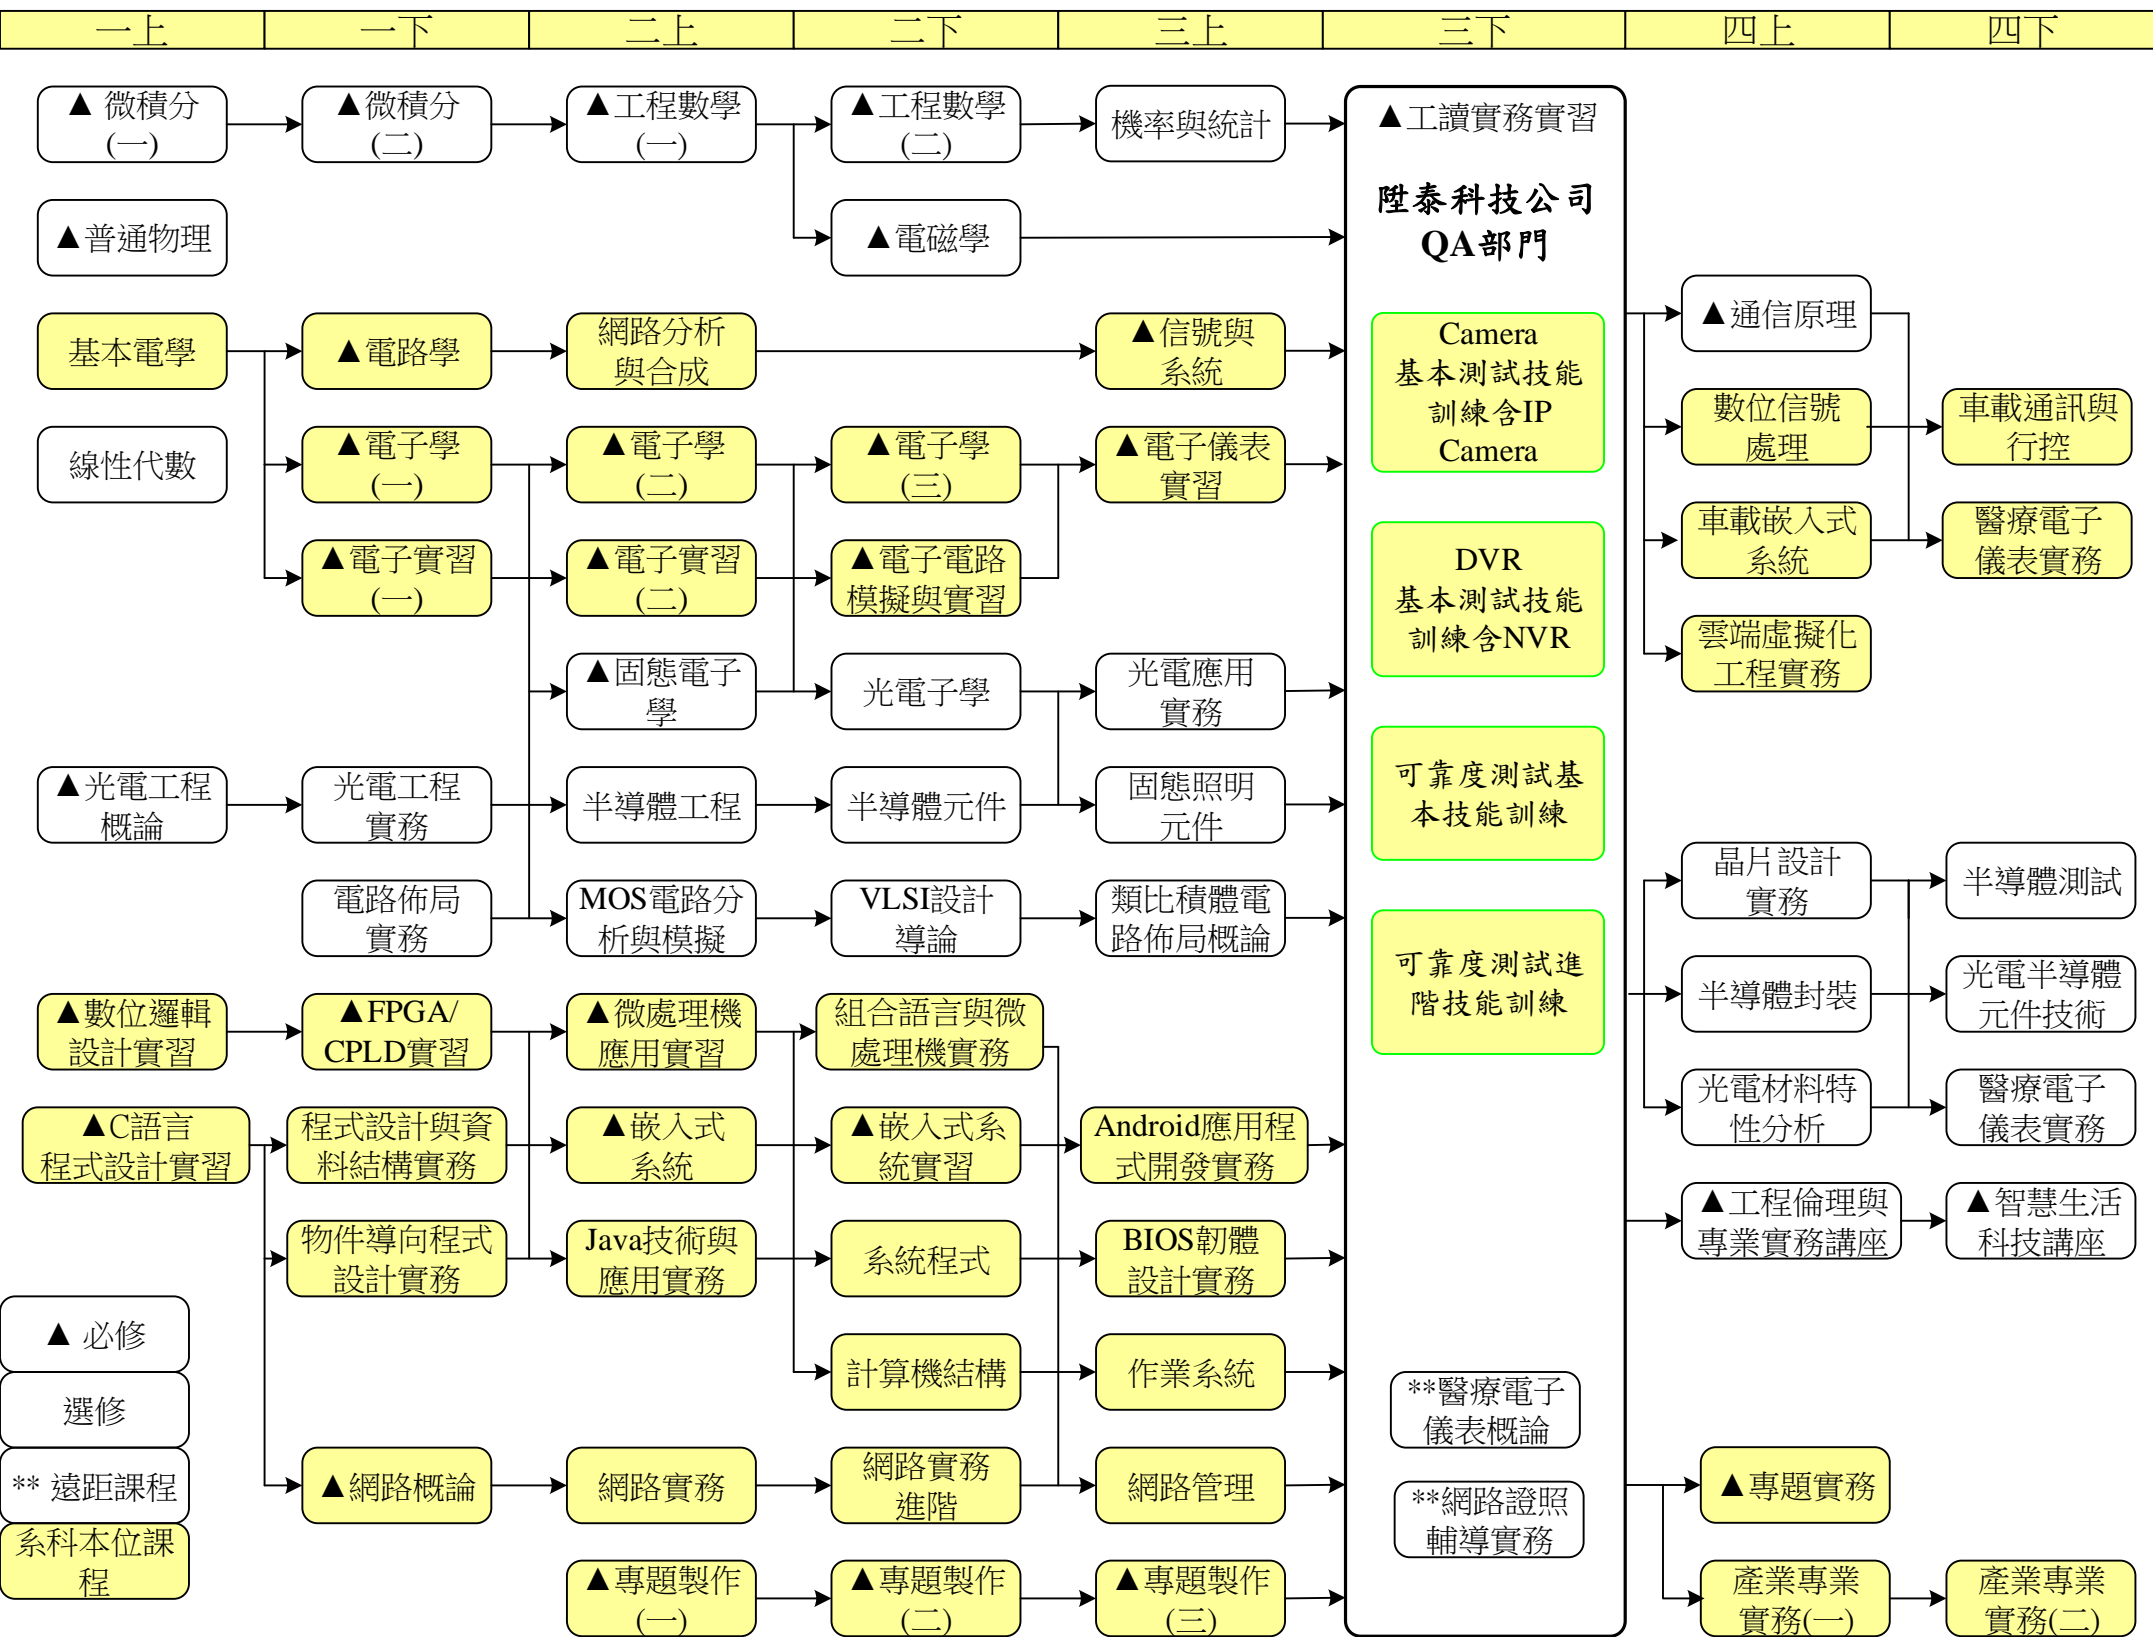 一上
一下
二上
二下
三上
三下
四上
四下
▲ 微積分
(一)
▲微積分
(二)
▲工程數學
(一)
▲工程數學
(二)
機率與統計
▲工讀實務實習
陞泰科技公司
QA部門
▲普通物理
▲電磁學
基本電學
▲電路學
網路分析
與合成
▲信號與
系統
Camera
基本測試技能
訓練含IP
Camera
▲通信原理
線性代數
▲電子學
(一)
▲電子學
(二)
▲電子學
(三)
▲電子儀表
實習
數位信號
處理
車載通訊與
行控
▲電子實習
(一)
▲電子實習
(二)
▲電子電路
模擬與實習
DVR
基本測試技能
訓練含NVR
車載嵌入式
系統
醫療電子
儀表實務
▲固態電子
學
光電子學
光電應用
實務
雲端虛擬化
工程實務
▲光電工程
概論
光電工程
實務
半導體工程
半導體元件
固態照明
元件
可靠度測試基
本技能訓練
電路佈局
實務
MOS電路分
析與模擬
VLSI設計
導論
類比積體電
路佈局概論
晶片設計
實務
半導體測試
▲數位邏輯
設計實習
▲FPGA/
CPLD實習
▲微處理機
應用實習
組合語言與微
處理機實務
可靠度測試進
階技能訓練
半導體封裝
光電半導體
元件技術
▲C語言
程式設計實習
程式設計與資
料結構實務
▲嵌入式
系統
▲嵌入式系
統實習
Android應用程
式開發實務
光電材料特
性分析
醫療電子
儀表實務
物件導向程式
設計實務
Java技術與
應用實務
系統程式
BIOS韌體
設計實務
▲工程倫理與
專業實務講座
▲智慧生活
科技講座
▲ 必修
計算機結構
作業系統
選修
**醫療電子
儀表概論
** 遠距課程
▲網路概論
網路實務
網路實務
進階
網路管理
**網路證照
輔導實務
▲專題實務
系科本位課
程
▲專題製作
(一)
▲專題製作
(二)
▲專題製作
(三)
產業專業
實務(一)
產業專業
實務(二)